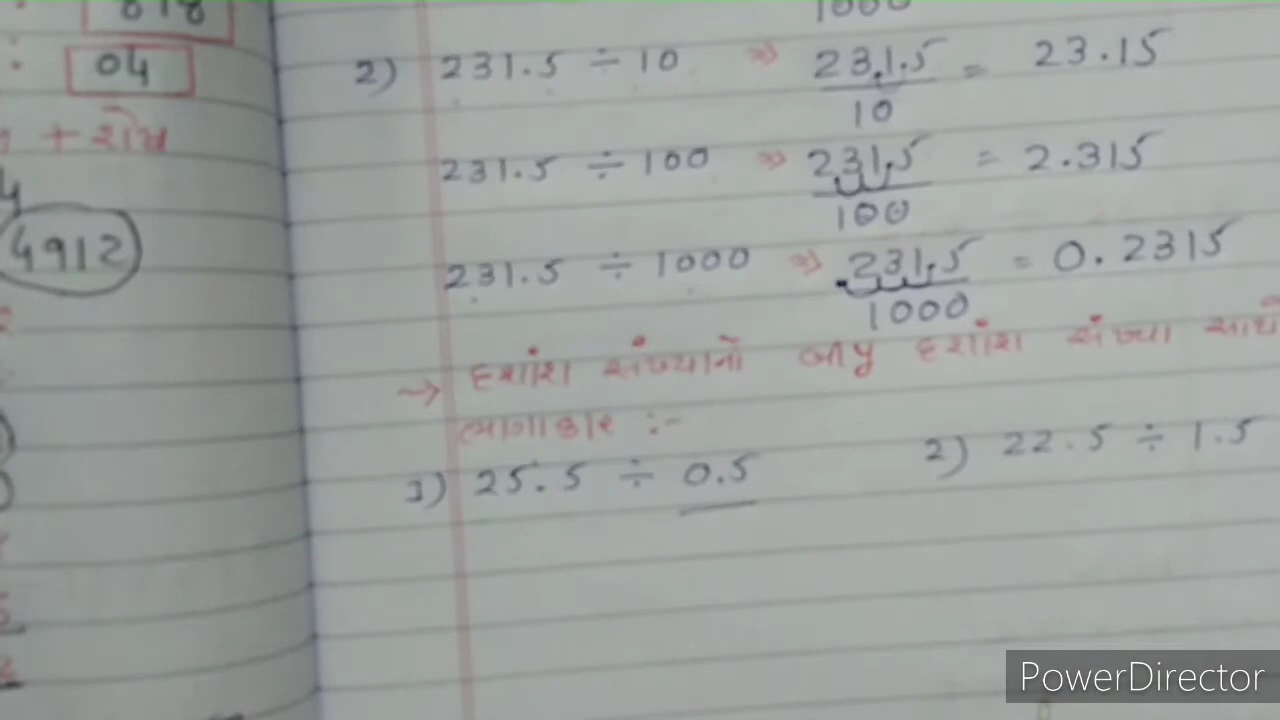 818
04
+ શેષ
4912
1000
2) 231.5 ÷ 10 ⇒ 231.5 / 10 = 23.15
231.5 ÷ 100 ⇒ 231.5 / 100 = 2.315
231.5 ÷ 1000 ⇒ .231.5 / 1000 = 0.2315
→ દશાંશ સંખ્યાનો બીજી દશાંશ સંખ્યા સાથે
ભાગાકાર :-
1) 25.5 ÷ 0.5 2) 22.5 ÷ 1.5
PowerDirector